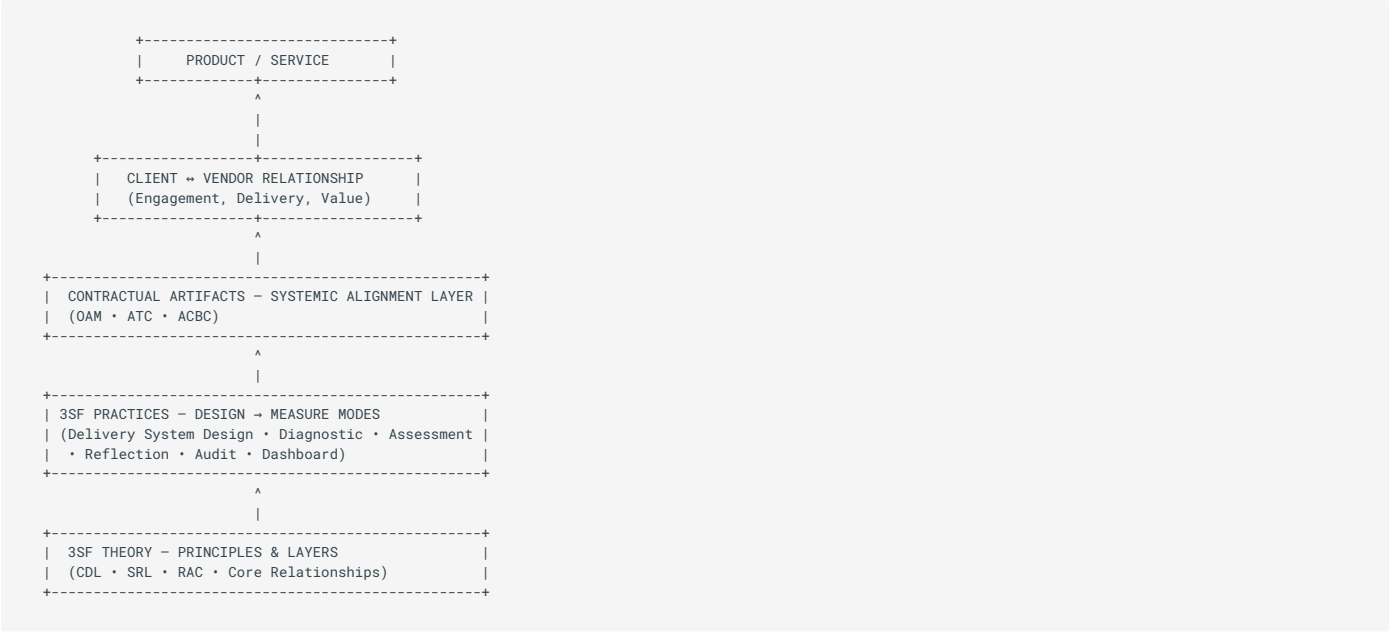 +-----------------------------+
|     PRODUCT / SERVICE       |
+-------------+---------------+
^
|
|
+------------------+------------------+
|   CLIENT ↔ VENDOR RELATIONSHIP      |
|   (Engagement, Delivery, Value)     |
+------------------+------------------+
^
|
+---------------------------------------------------+
|  CONTRACTUAL ARTIFACTS — SYSTEMIC ALIGNMENT LAYER |
|  (OAM • ATC • ACBC)                               |
+---------------------------------------------------+
^
|
+---------------------------------------------------+
| 3SF PRACTICES — DESIGN → MEASURE MODES            |
| (Delivery System Design • Diagnostic • Assessment |
|  • Reflection • Audit • Dashboard)                |
+---------------------------------------------------+
^
|
+---------------------------------------------------+
|  3SF THEORY — PRINCIPLES & LAYERS                 |
|  (CDL • SRL • RAC • Core Relationships)           |
+---------------------------------------------------+